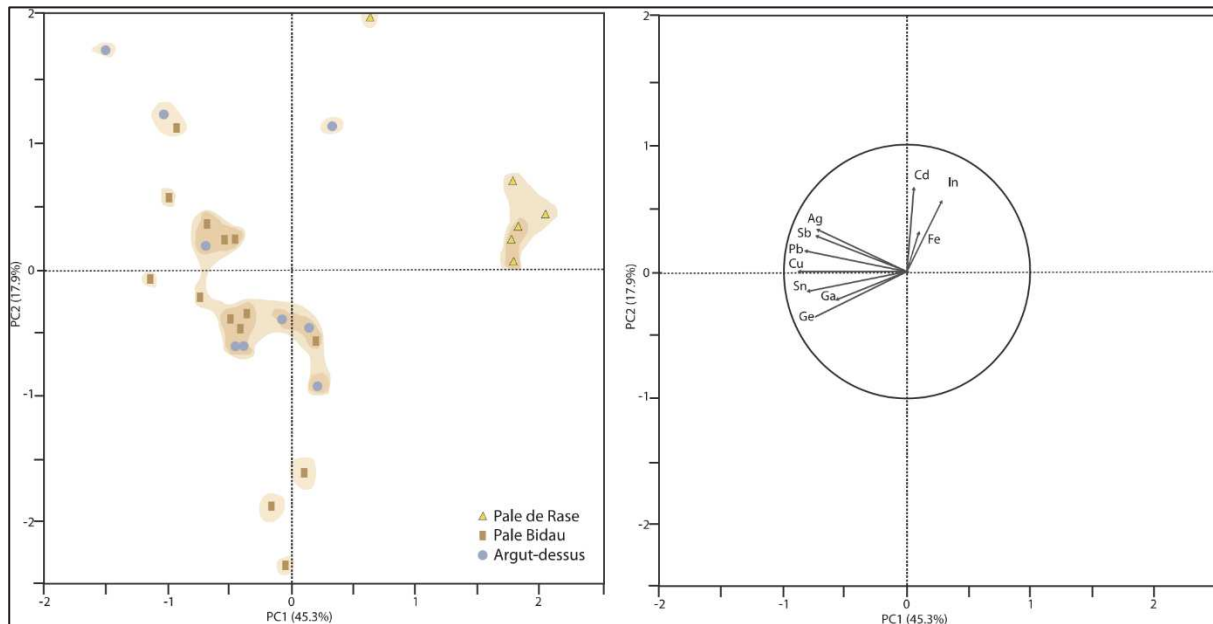 2
1
0
-1
-2
PC2 (17.9%)
-2
-1
0
1
2
PC1 (45.3%)
Pale de Rase
Pale Bidau
Argut-dessus
2
1
0
-1
-2
PC2 (17.9%)
-2
-1
0
1
2
PC1 (45.3%)
Cd
In
Ag
Sb
Fe
Pb
Cu
Sn
Ga
Ge